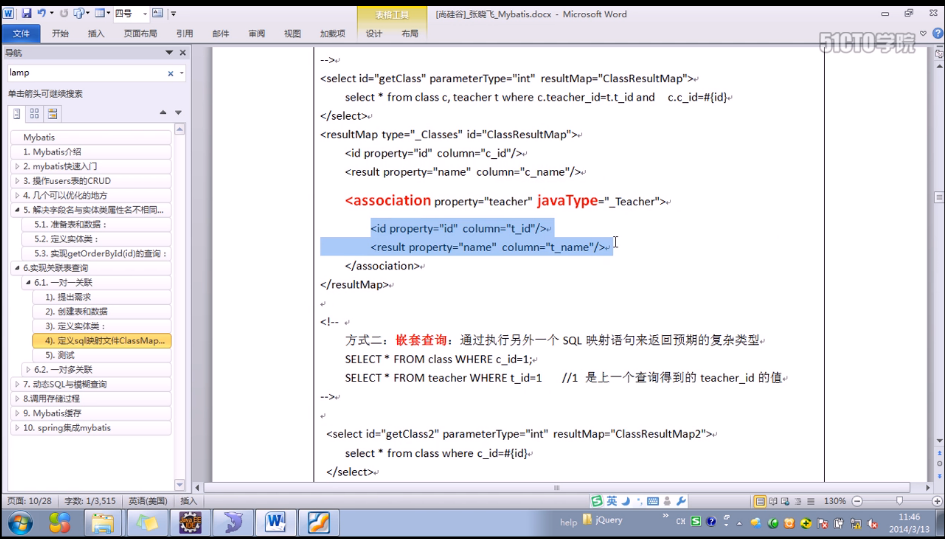 [尚硅谷]_张晓飞_Mybatis.docx - Microsoft Word
表格工具
四号
文件 开始 插入 页面布局 引用 邮件 审阅 视图 加载项 设计 布局
51CTO学院
导航
lamp
单击箭头可继续搜索
Mybatis
1. Mybatis介绍
2. mybatis快速入门
3. 操作users表的CRUD
4. 几个可以优化的地方
5. 解决字段名与实体类属性名不相同...
5.1. 准备表和数据：
5.2. 定义实体类：
5.3. 实现getOrderById(id)的查询：
6.实现关联表查询
6.1. 一对一关联
1). 提出需求
2). 创建表和数据
3). 定义实体类：
4). 定义sql映射文件ClassMap...
5). 测试
6.2. 一对多关联
7. 动态SQL与模糊查询
8.调用存储过程
9. Mybatis缓存
10. spring集成mybatis
-->
<select id="getClass" parameterType="int" resultMap="ClassResultMap">
select * from class c, teacher t where c.teacher_id=t.t_id and c.c_id=#{id}
</select>
<resultMap type="_Classes" id="ClassResultMap">
<id property="id" column="c_id"/>
<result property="name" column="c_name"/>
<association property="teacher" javaType="_Teacher">
<id property="id" column="t_id"/>
<result property="name" column="t_name"/>
</association>
</resultMap>
<!--
方式二：嵌套查询：通过执行另外一个 SQL 映射语句来返回预期的复杂类型
SELECT * FROM class WHERE c_id=1;
SELECT * FROM teacher WHERE t_id=1 //1 是上一个查询得到的 teacher_id 的值
-->
<select id="getClass2" parameterType="int" resultMap="ClassResultMap2">
select * from class where c_id=#{id}
</select>
页面: 10/28 字数: 1/3,515 英语(美国) 插入
英
130%
help jQuery
CH
11:46
2014/3/13